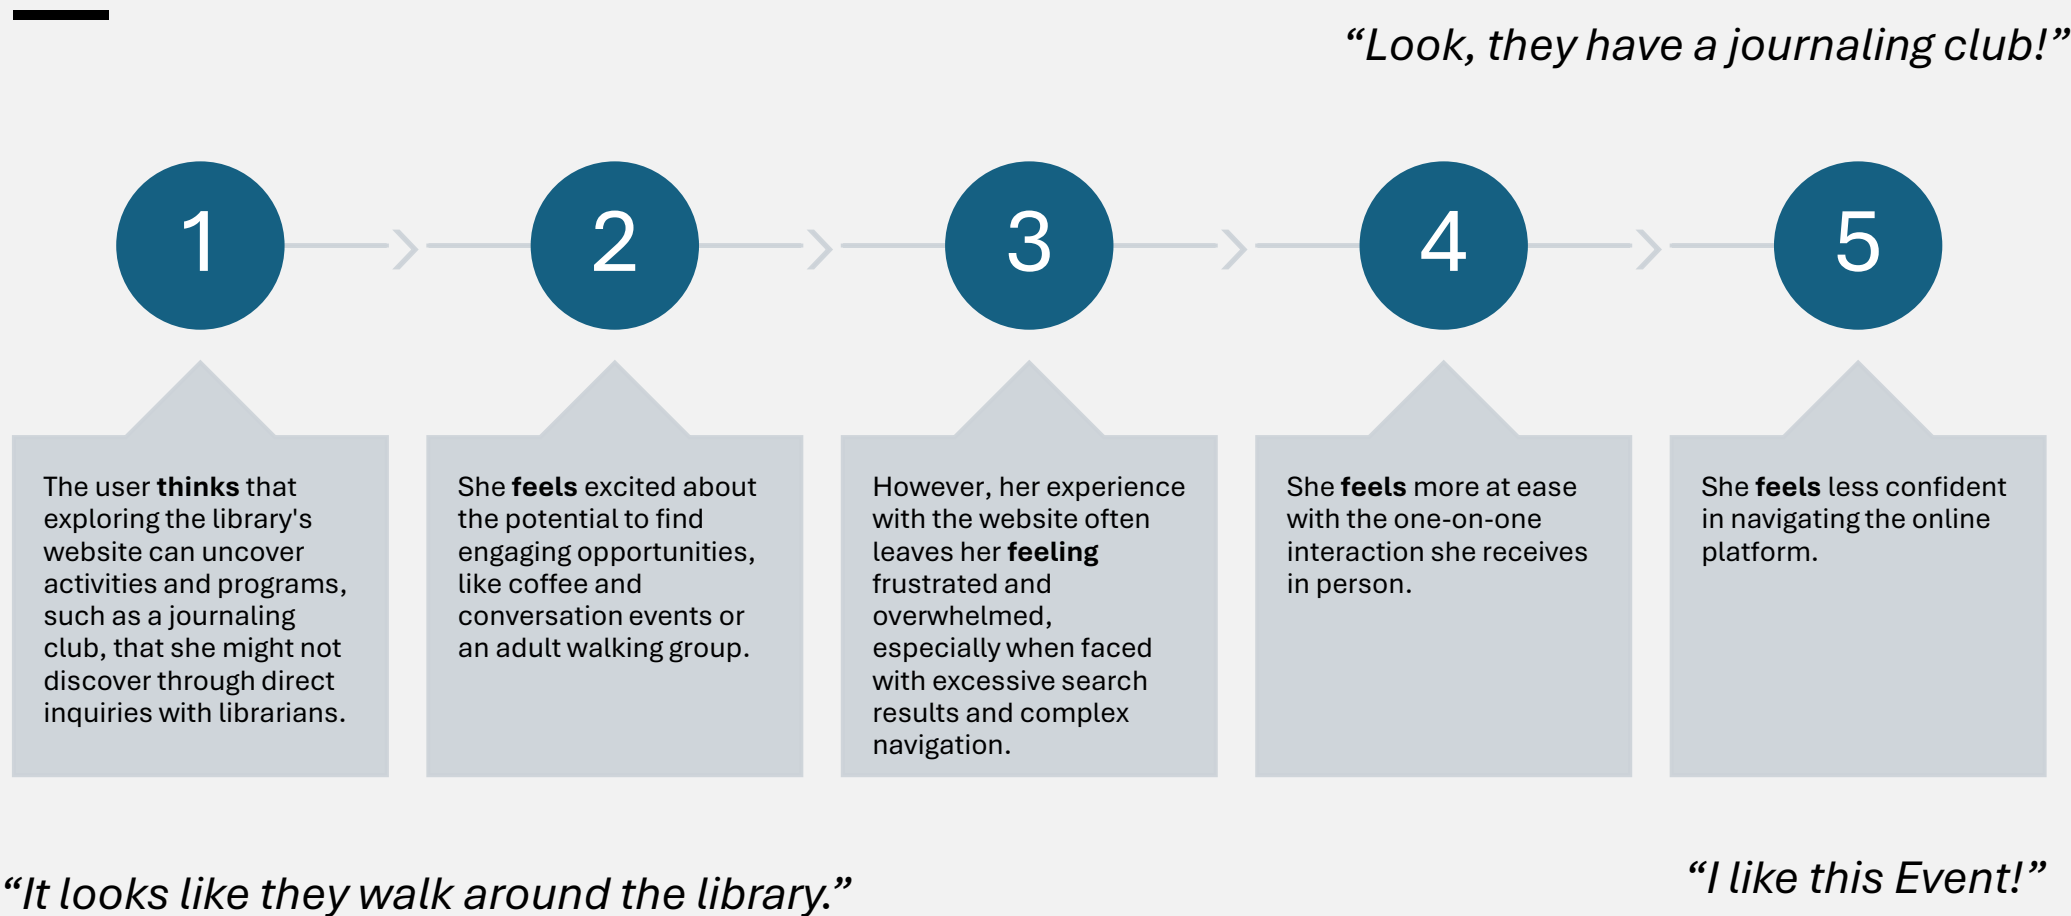 “Look, they have a journaling club!”
1
2
3
4
5
The user thinks that
exploring the library's
website can uncover
activities and programs,
such as a journaling
club, that she might not
discover through direct
inquiries with librarians.
She feels excited about
the potential to find
engaging opportunities,
like coffee and
conversation events or
an adult walking group.
However, her experience
with the website often
leaves her feeling
frustrated and
overwhelmed,
especially when faced
with excessive search
results and complex
navigation.
She feels more at ease
with the one-on-one
interaction she receives
in person.
She feels less confident
in navigating the online
platform.
“It looks like they walk around the library.”
“I like this Event!”